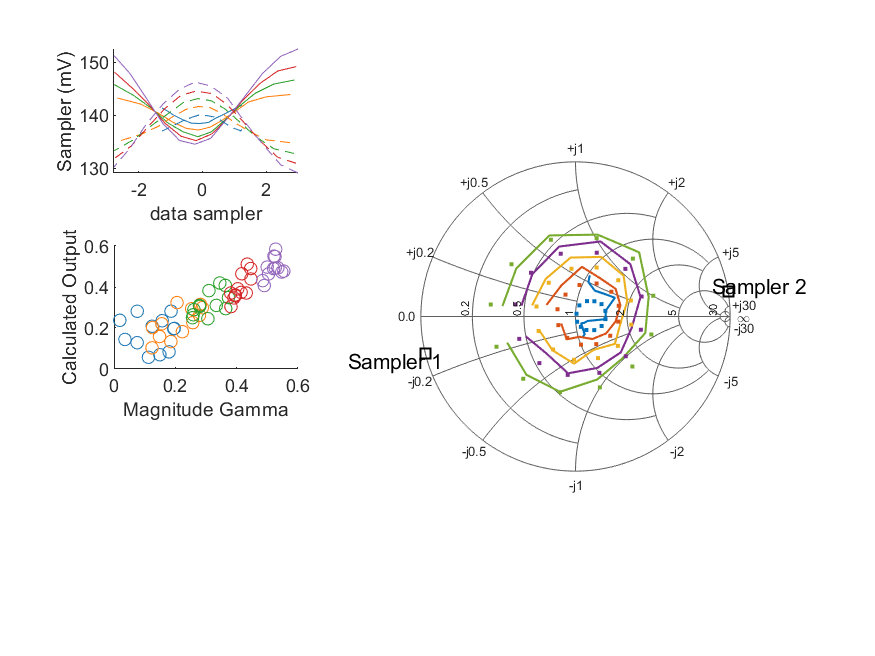 Sampler (mV)
150
140
130
-2
0
2
data sampler
Calculated Output
0.6
0.4
0.2
0
0
0.2
0.4
0.6
Magnitude Gamma
+j1
+j0.5
+j2
+j0.2
+j5
Sampler 2
+j30
0.0
0.2
0.5
1
2
5
30
∞
-j30
Sampler 1
-j0.2
-j5
-j0.5
-j2
-j1